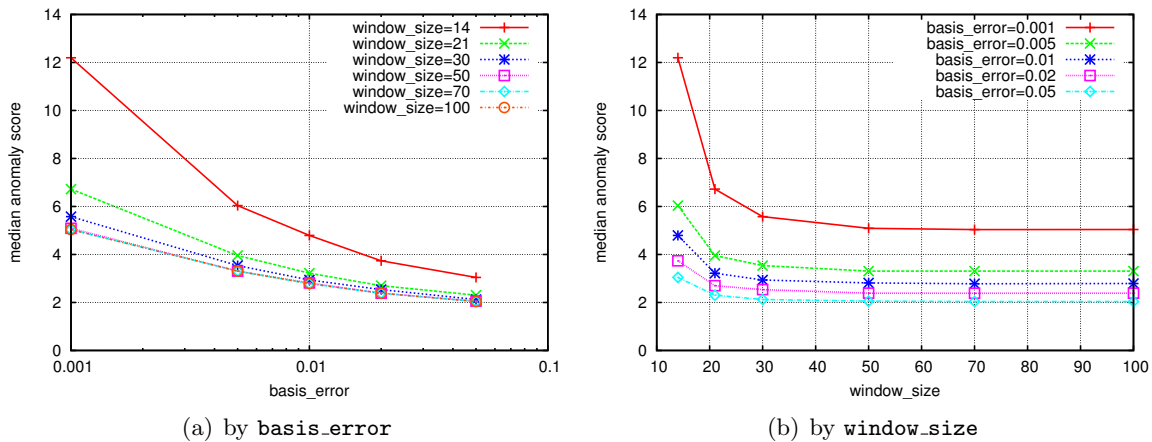 14
12
10
8
6
4
2
0
median anomaly score
window_size=14
window_size=21
window_size=30
window_size=50
window_size=70
window_size=100
0.001
0.01
0.1
basis_error
(a) by basis_error
14
12
10
8
6
4
2
0
median anomaly score
basis_error=0.001
basis_error=0.005
basis_error=0.01
basis_error=0.02
basis_error=0.05
10 20 30 40 50 60 70 80 90 100
window_size
(b) by window_size